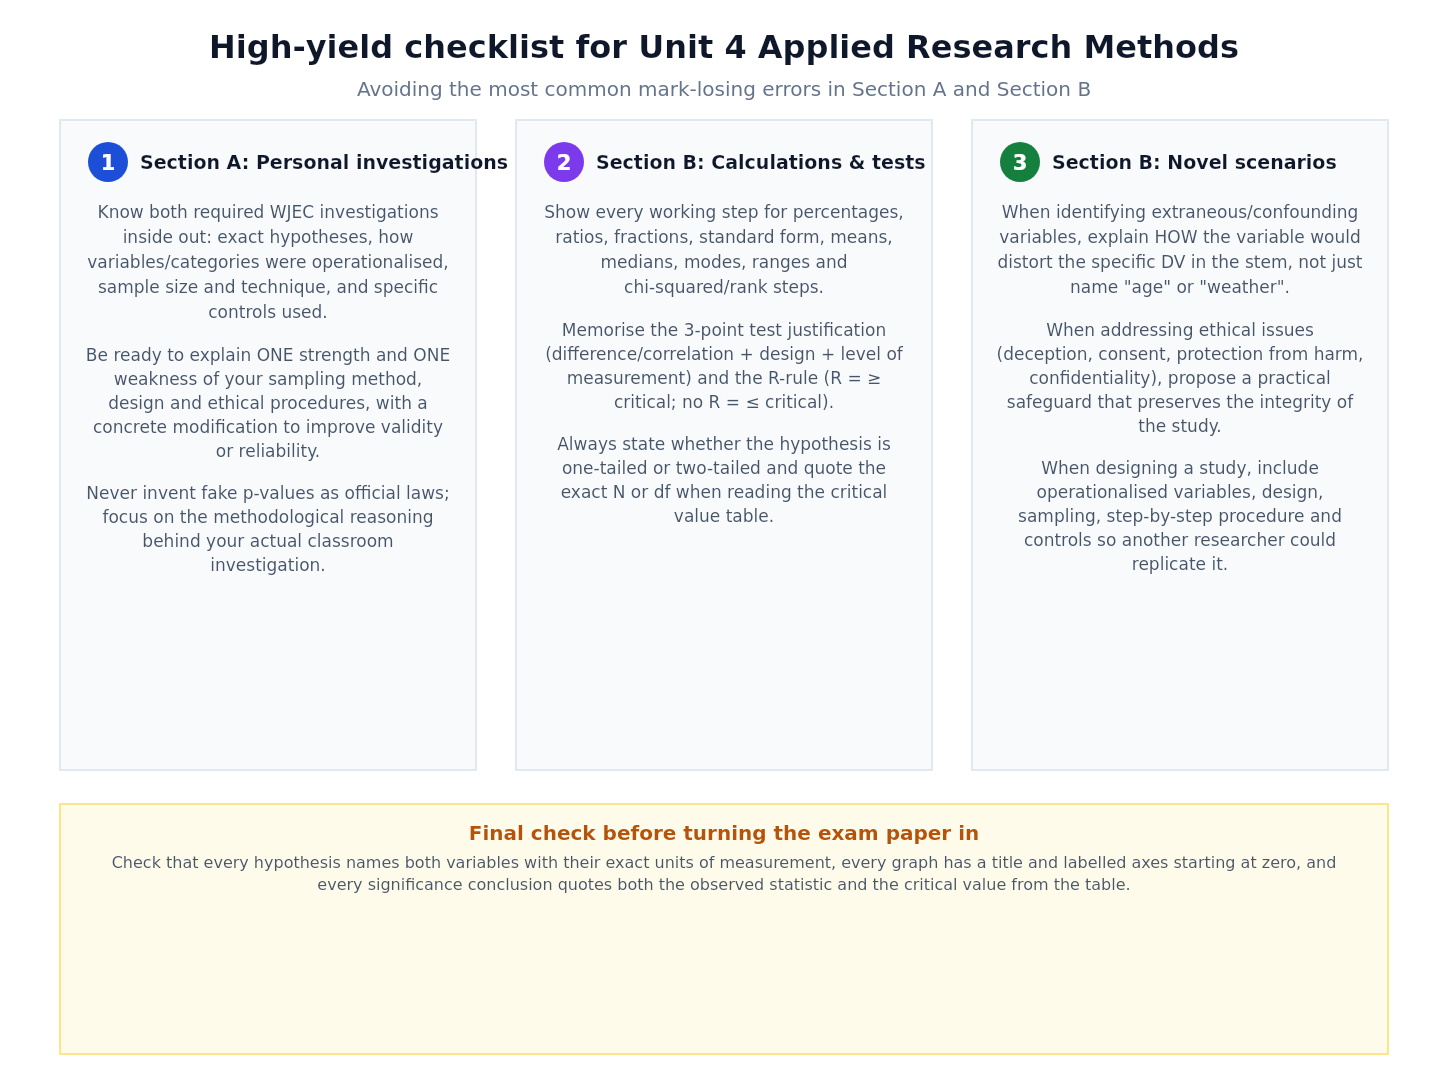 High-yield checklist for Unit 4 Applied Research Methods
Avoiding the most common mark-losing errors in Section A and Section B
1 Section A: Personal investigations
Know both required WJEC investigations
inside out: exact hypotheses, how
variables/categories were operationalised,
sample size and technique, and specific
controls used.
Be ready to explain ONE strength and ONE
weakness of your sampling method,
design and ethical procedures, with a
concrete modification to improve validity
or reliability.
Never invent fake p-values as official laws;
focus on the methodological reasoning
behind your actual classroom
investigation.
2 Section B: Calculations & tests
Show every working step for percentages,
ratios, fractions, standard form, means,
medians, modes, ranges and
chi-squared/rank steps.
Memorise the 3-point test justification
(difference/correlation + design + level of
measurement) and the R-rule (R = ≥
critical; no R = ≤ critical).
Always state whether the hypothesis is
one-tailed or two-tailed and quote the
exact N or df when reading the critical
value table.
3 Section B: Novel scenarios
When identifying extraneous/confounding
variables, explain HOW the variable would
distort the specific DV in the stem, not just
name "age" or "weather".
When addressing ethical issues
(deception, consent, protection from harm,
confidentiality), propose a practical
safeguard that preserves the integrity of
the study.
When designing a study, include
operationalised variables, design,
sampling, step-by-step procedure and
controls so another researcher could
replicate it.
Final check before turning the exam paper in
Check that every hypothesis names both variables with their exact units of measurement, every graph has a title and labelled axes starting at zero, and
every significance conclusion quotes both the observed statistic and the critical value from the table.